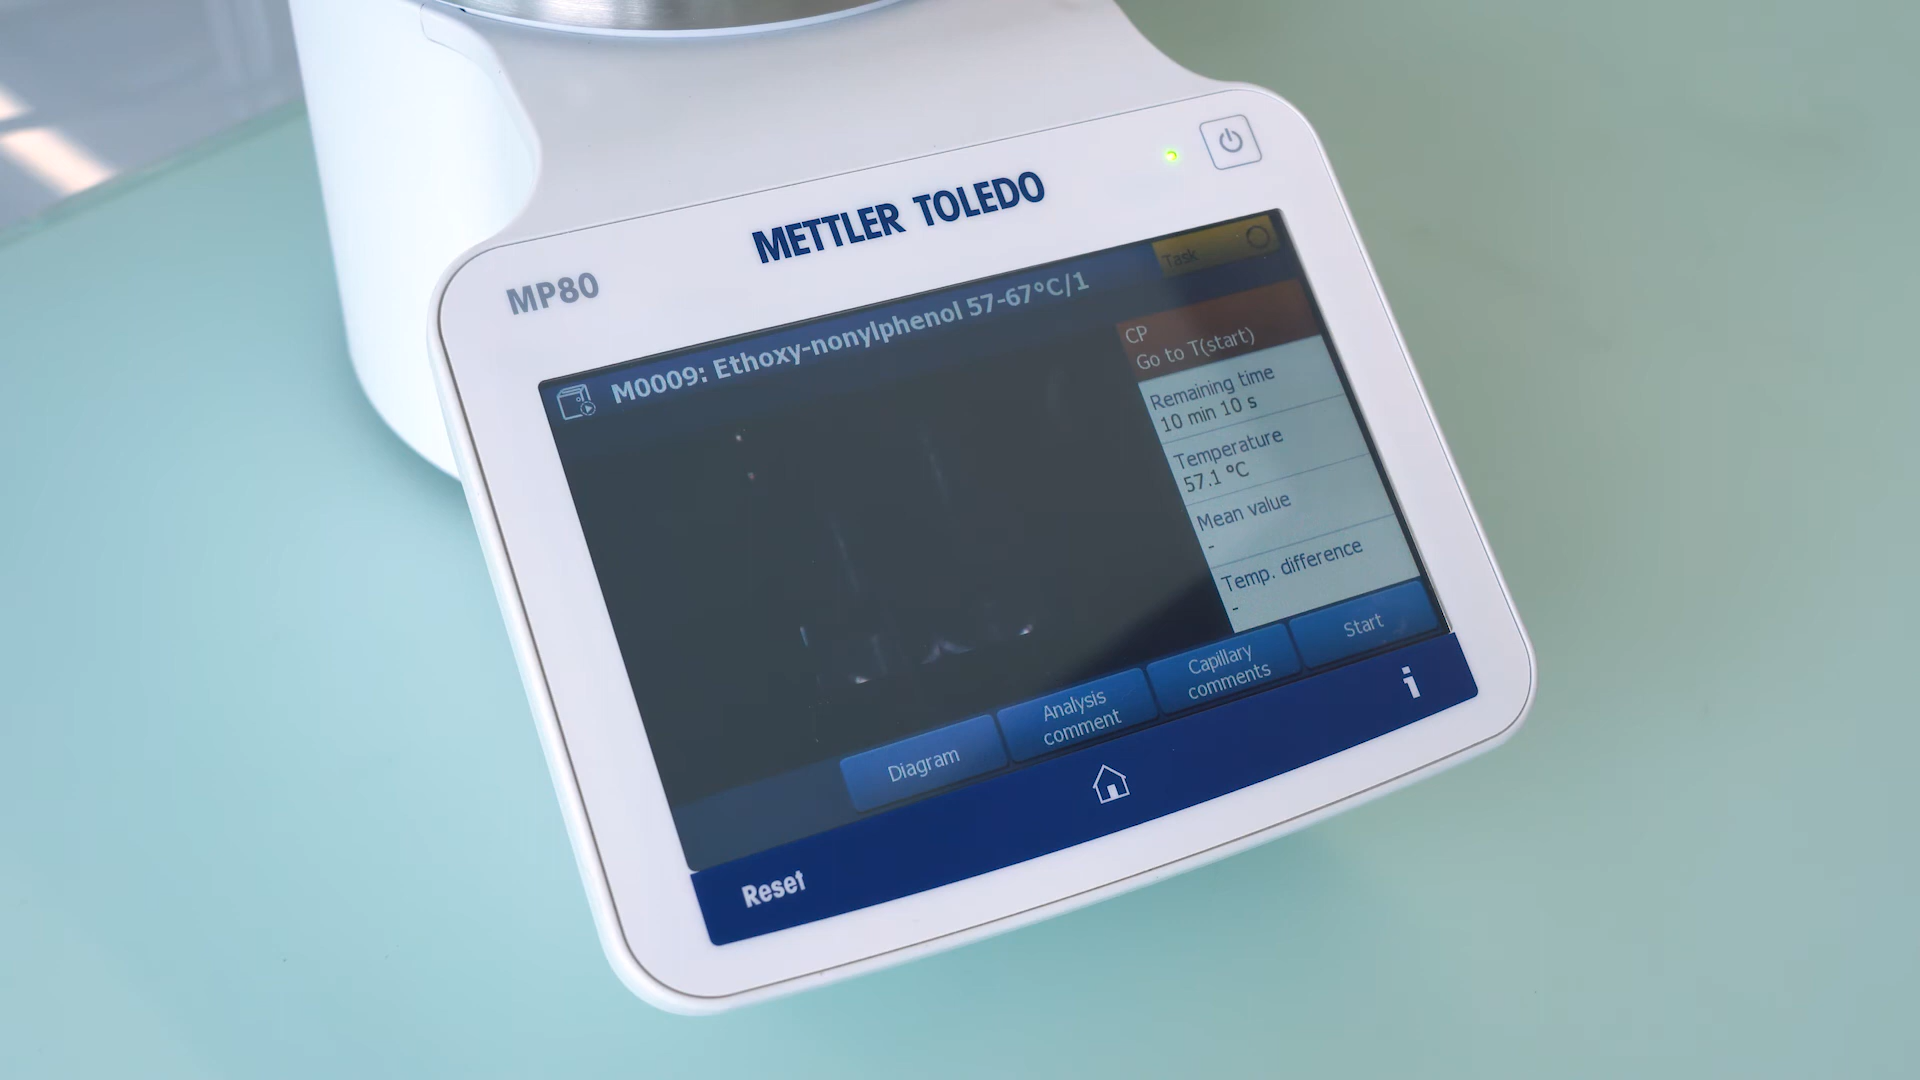 METTLER TOLEDO
MP80
Task
M0009: Ethoxy-nonylphenol 57-67°C/1
CP
Go to T(start)
Remaining time
10 min 10 s
Temperature
57.1 °C
Mean value
-
Temp. difference
-
Diagram
Analysis
comment
Capillary
comments
Start
i
Reset